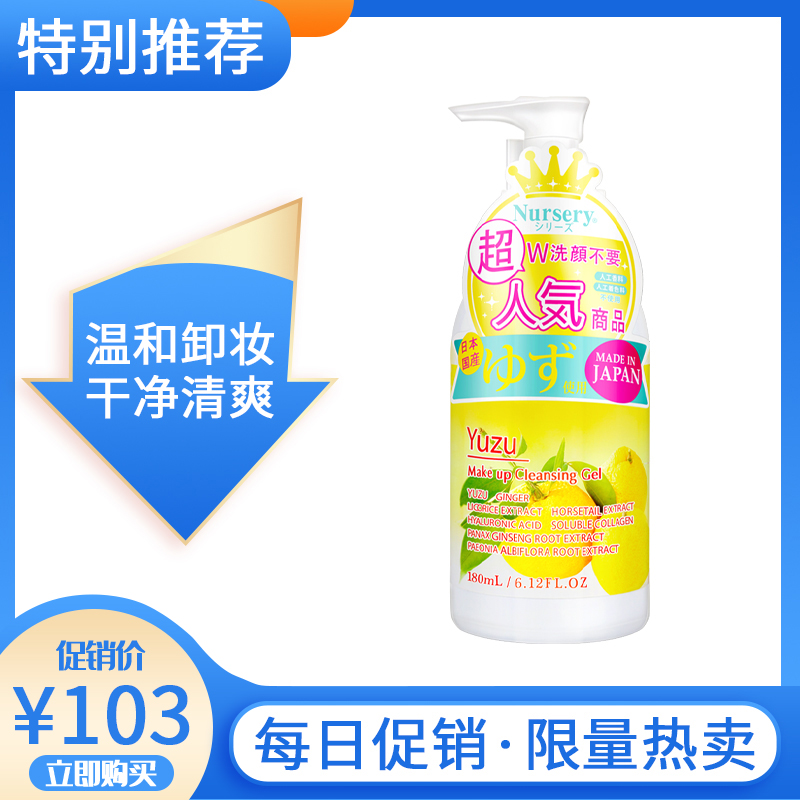 特别推荐
温和卸妆
干净清爽
Nursery
シリーズ
超
W洗顔不要
人工香料
人工着色料
不使用
人気商品
日本
国産
ゆず
使用
MADE IN
JAPAN
Yuzu
Make up Cleansing Gel
YUZU GINGER
LICORICE EXTRACT HORSETAIL EXTRACT
HYALURONIC ACID SOLUBLE COLLAGEN
PANAX GINSENG ROOT EXTRACT
PAEONIA ALBIFLORA ROOT EXTRACT
180mL / 6.12FL.OZ
促销价
¥103
立即购买
每日促销·限量热卖